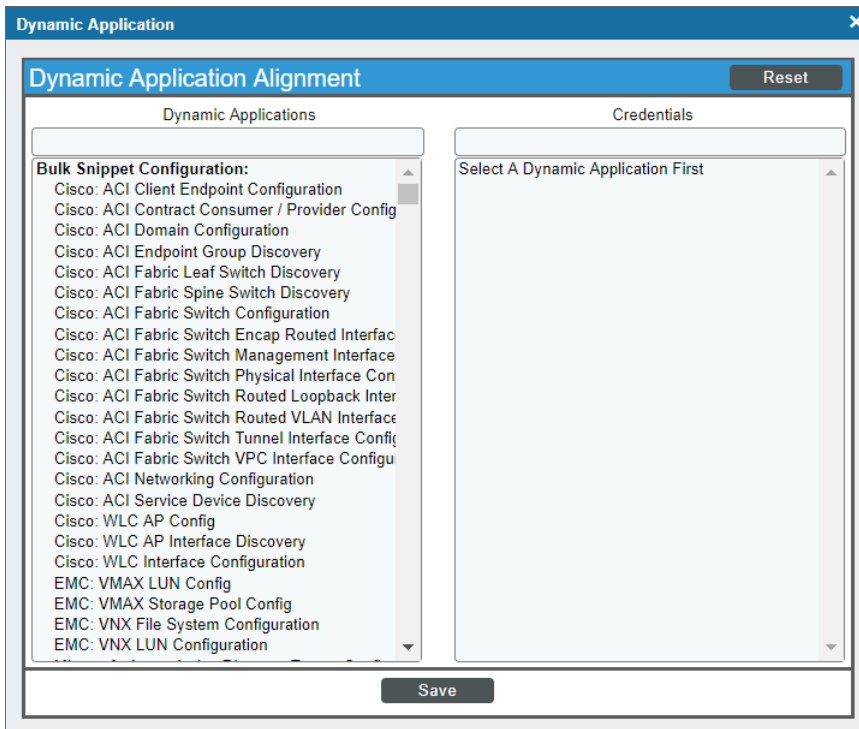 Dynamic Application
Dynamic Application Alignment
Reset
Dynamic Applications
Credentials
Bulk Snippet Configuration:
Cisco: ACI Client Endpoint Configuration
Cisco: ACI Contract Consumer / Provider Config
Cisco: ACI Domain Configuration
Cisco: ACI Endpoint Group Discovery
Cisco: ACI Fabric Leaf Switch Discovery
Cisco: ACI Fabric Spine Switch Discovery
Cisco: ACI Fabric Switch Configuration
Cisco: ACI Fabric Switch Encap Routed Interfac
Cisco: ACI Fabric Switch Management Interface
Cisco: ACI Fabric Switch Physical Interface Con
Cisco: ACI Fabric Switch Routed Loopback Inter
Cisco: ACI Fabric Switch Routed VLAN Interface
Cisco: ACI Fabric Switch Tunnel Interface Config
Cisco: ACI Fabric Switch VPC Interface Configu
Cisco: ACI Networking Configuration
Cisco: ACI Service Device Discovery
Cisco: WLC AP Config
Cisco: WLC AP Interface Discovery
Cisco: WLC Interface Configuration
EMC: VMAX LUN Config
EMC: VMAX Storage Pool Config
EMC: VNX File System Configuration
EMC: VNX LUN Configuration
Select A Dynamic Application First
Save